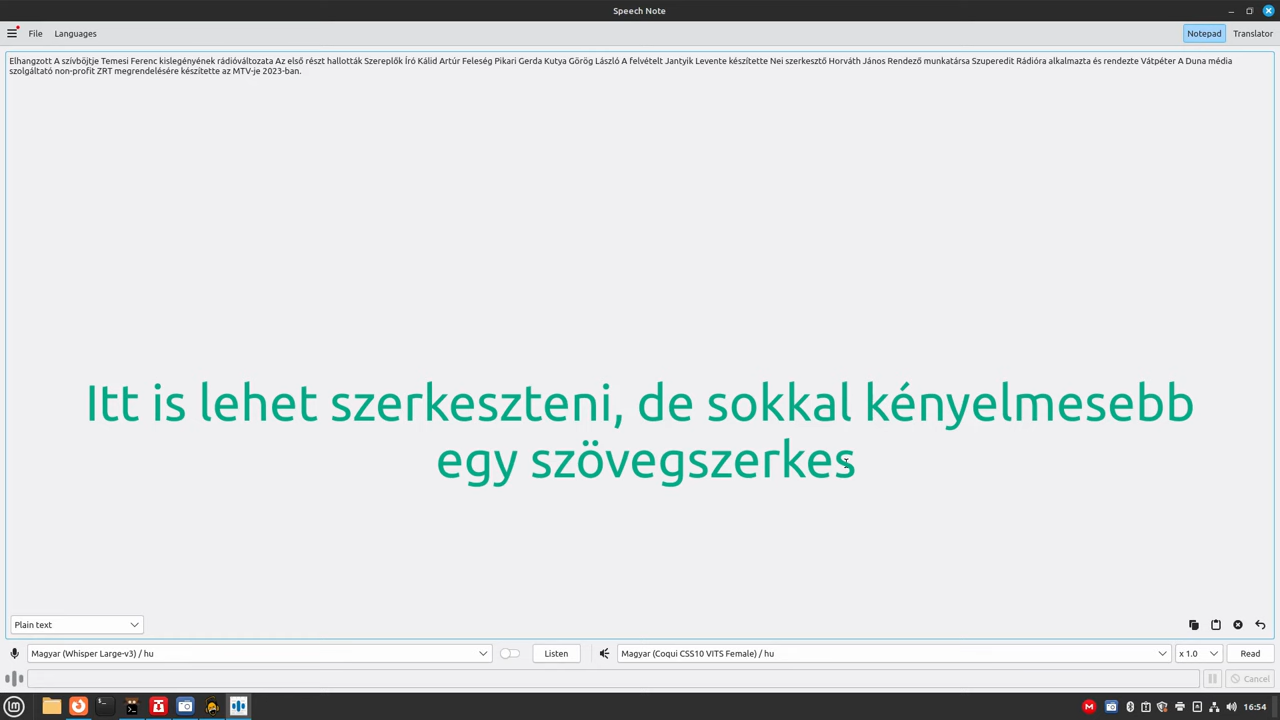 Speech Note
File
Languages
Notepad
Translator
Elhangzott A szívböjtje Temesi Ferenc kislegényének rádióváltozata Az első részt hallották Szereplők Író Kálid Artúr Feleség Pikari Gerda Kutya Görög László A felvételt Jantyik Levente készítette Nei szerkesztő Horváth János Rendező munkatársa Szuperedit Rádióra alkalmazta és rendezte Vátpéter A Duna média
szolgáltató non-profit ZRT megrendelésére készítette az MTV-je 2023-ban.
Itt is lehet szerkeszteni, de sokkal kényelmesebb
egy szövegszerkes
Plain text
Magyar (Whisper Large-v3) / hu
Listen
Magyar (Coqui CSS10 VITS Female) / hu
x 1.0
Read
Cancel
16:54